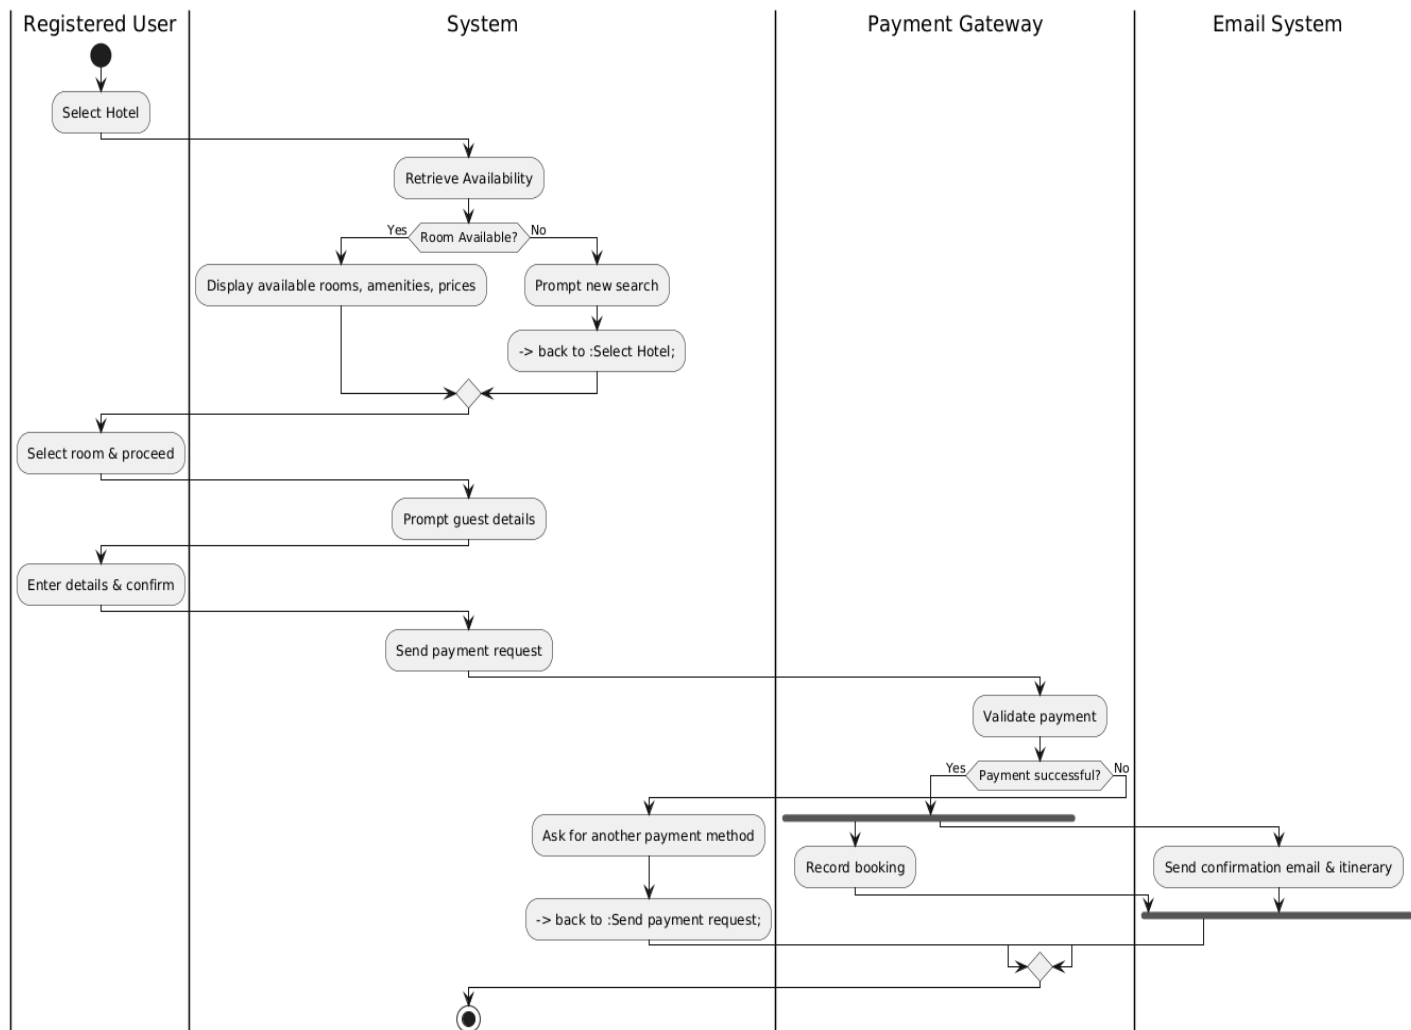 Registered User
System
Payment Gateway
Email System
Select Hotel
Retrieve Availability
Yes
Room Available?
No
Display available rooms, amenities, prices
Prompt new search
-> back to :Select Hotel;
Select room & proceed
Prompt guest details
Enter details & confirm
Send payment request
Validate payment
Yes
Payment successful?
No
Ask for another payment method
Record booking
Send confirmation email & itinerary
-> back to :Send payment request;